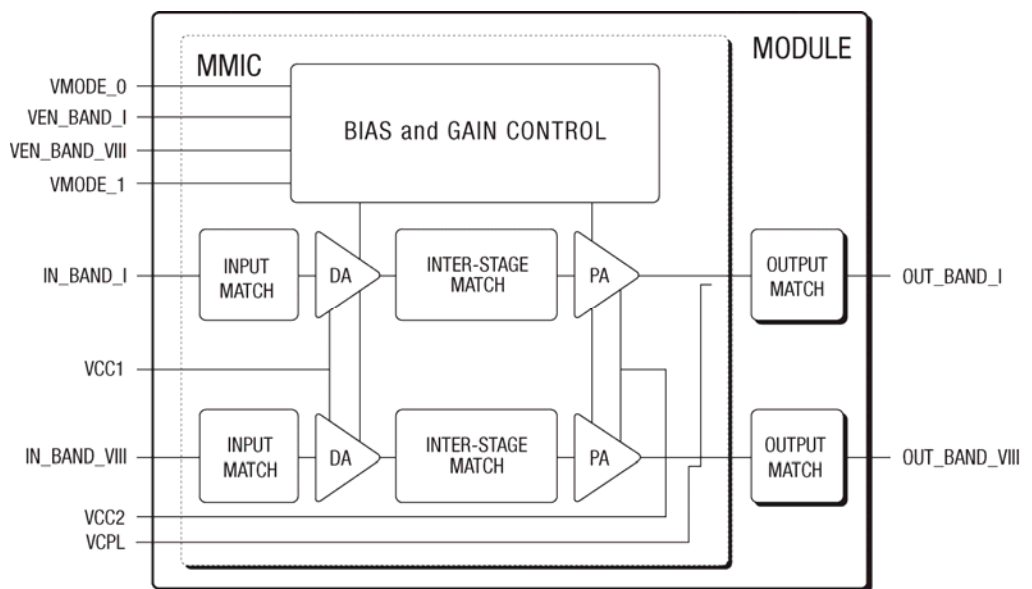 MODULE
MMIC
VMODE_0
VEN_BAND_I
VEN_BAND_VIII
VMODE_1
BIAS and GAIN CONTROL
IN_BAND_I
INPUT
MATCH
DA
INTER-STAGE
MATCH
PA
OUTPUT
MATCH
OUT_BAND_I
VCC1
IN_BAND_VIII
INPUT
MATCH
DA
INTER-STAGE
MATCH
PA
OUTPUT
MATCH
OUT_BAND_VIII
VCC2
VCPL